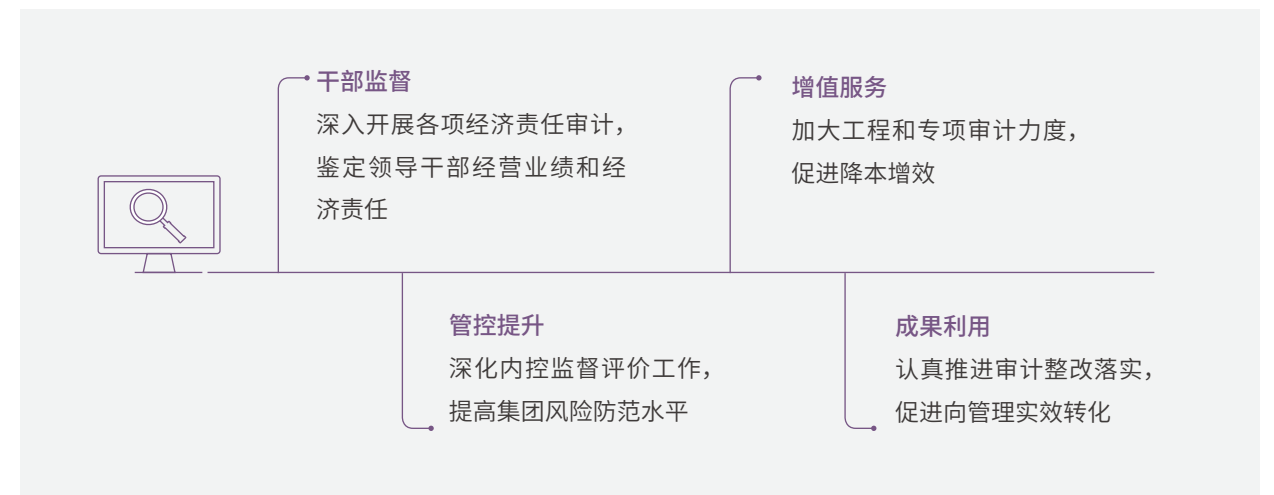 干部监督
深入开展各项经济责任审计，
鉴定领导干部经营业绩和经
济责任
增值服务
加大工程和专项审计力度，
促进降本增效
管控提升
深化内控监督评价工作，
提高集团风险防范水平
成果利用
认真推进审计整改落实，
促进向管理实效转化